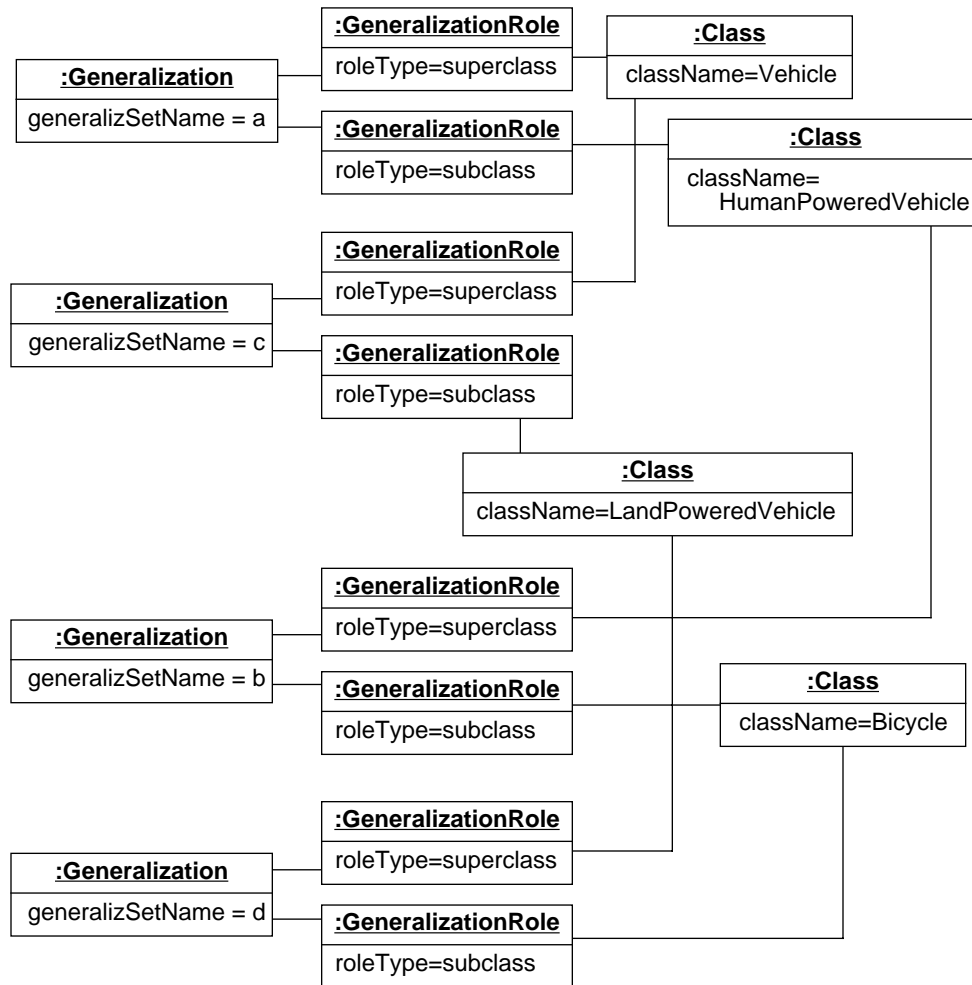 :GeneralizationRole
roleType=superclass
:Class
className=Vehicle
:Generalization
generalizSetName = a
:GeneralizationRole
roleType=subclass
:Class
className=
HumanPoweredVehicle
:GeneralizationRole
roleType=superclass
:Generalization
generalizSetName = c
:GeneralizationRole
roleType=subclass
:Class
className=LandPoweredVehicle
:GeneralizationRole
roleType=superclass
:Generalization
generalizSetName = b
:GeneralizationRole
roleType=subclass
:Class
className=Bicycle
:GeneralizationRole
roleType=superclass
:Generalization
generalizSetName = d
:GeneralizationRole
roleType=subclass